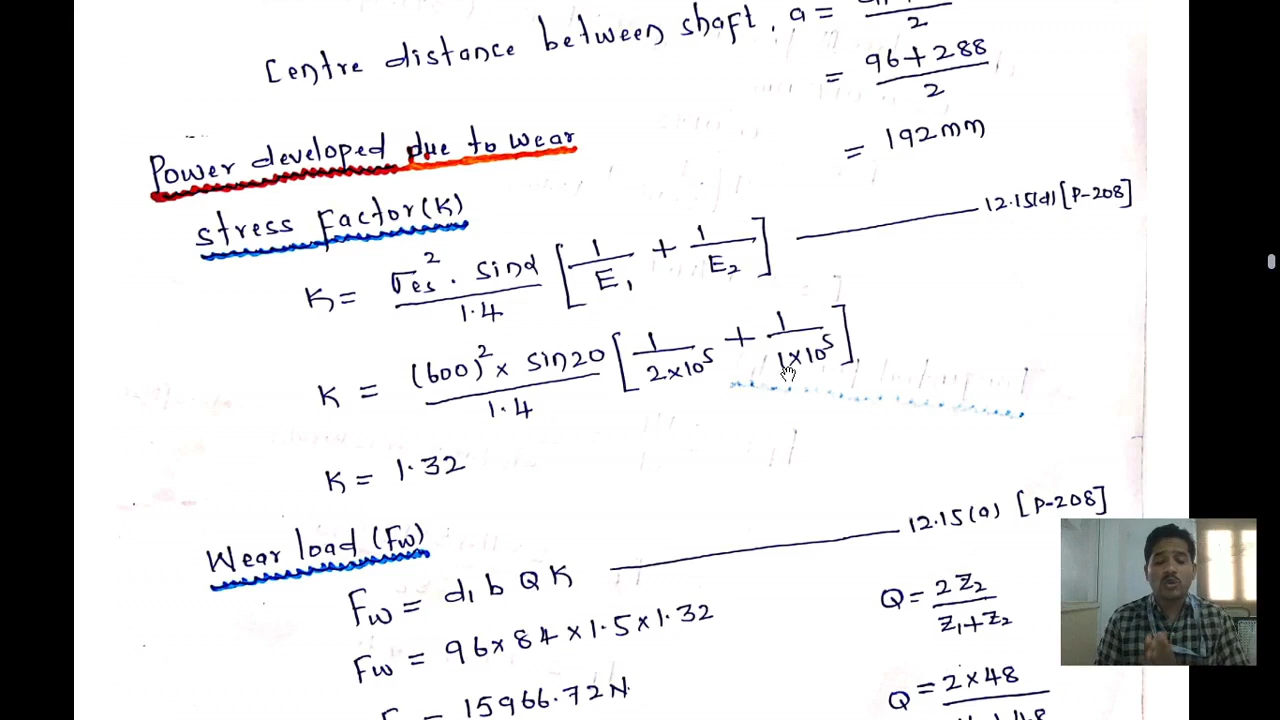 Centre distance between shaft, a =
2
= 96+288
2
= 192mm
Power developed due to wear
Stress Factor(K)
K = σes² . sinα / 1.4 [1/E₁ + 1/E₂] 12.15(d) [P-208]
K = (600)² × sin20 / 1.4 [1/2×10⁵ + 1/1×10⁵]
K = 1.32
Wear load (Fw)
Fw = d₁ b Q K 12.15(a) [P-208]
Fw = 96×84×1.5×1.32
= 15966.72N
Q = 2Z₂ / Z₁+Z₂
Q = 2×48